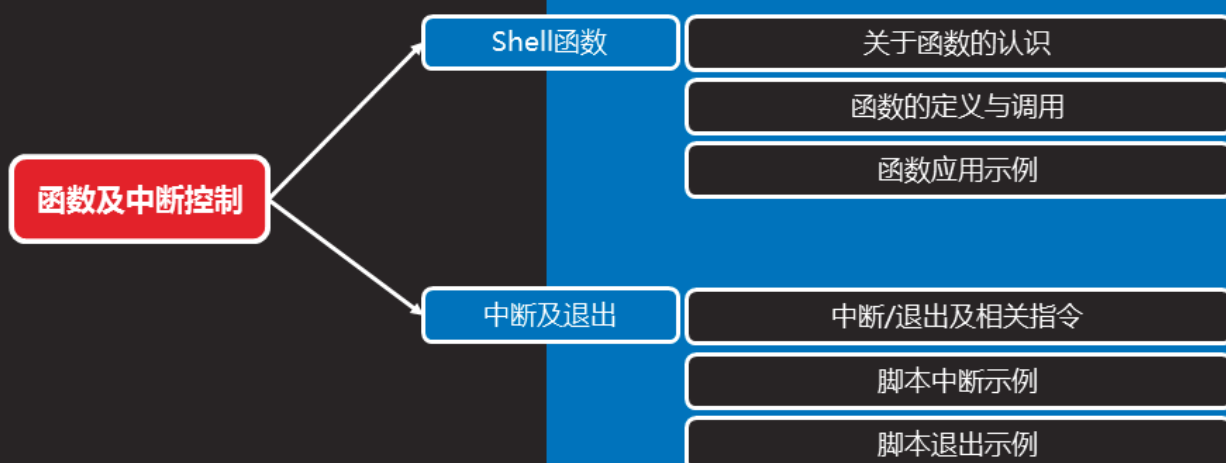 函数及中断控制
Shell函数
关于函数的认识
函数的定义与调用
函数应用示例
中断及退出
中断/退出及相关指令
脚本中断示例
脚本退出示例